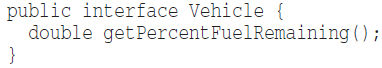 public interface Vehicle {
  double getPercentFuelRemaining();
}